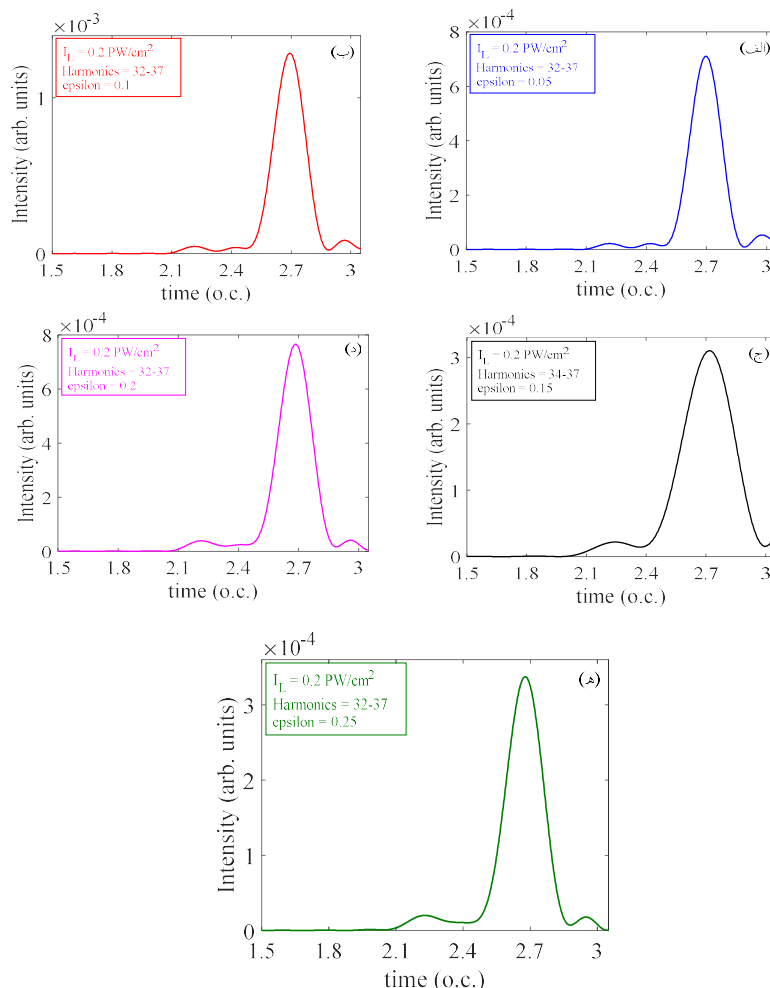 ×10⁻³
(ب)
I_L = 0.2 PW/cm²
Harmonics = 32-37
epsilon = 0.1
Intensity (arb. units)
1
0
1.5 1.8 2.1 2.4 2.7 3
time (o.c.)
×10⁻⁴
(الف)
I_L = 0.2 PW/cm²
Harmonics = 32-37
epsilon = 0.05
Intensity (arb. units)
8
6
4
2
0
1.5 1.8 2.1 2.4 2.7 3
time (o.c.)
×10⁻⁴
(د)
I_L = 0.2 PW/cm²
Harmonics = 32-37
epsilon = 0.2
Intensity (arb. units)
8
6
4
2
0
1.5 1.8 2.1 2.4 2.7 3
time (o.c.)
×10⁻⁴
(ج)
I_L = 0.2 PW/cm²
Harmonics = 34-37
epsilon = 0.15
Intensity (arb. units)
3
2
1
0
1.5 1.8 2.1 2.4 2.7 3
time (o.c.)
×10⁻⁴
(ه)
I_L = 0.2 PW/cm²
Harmonics = 32-37
epsilon = 0.25
Intensity (arb. units)
3
2
1
0
1.5 1.8 2.1 2.4 2.7 3
time (o.c.)